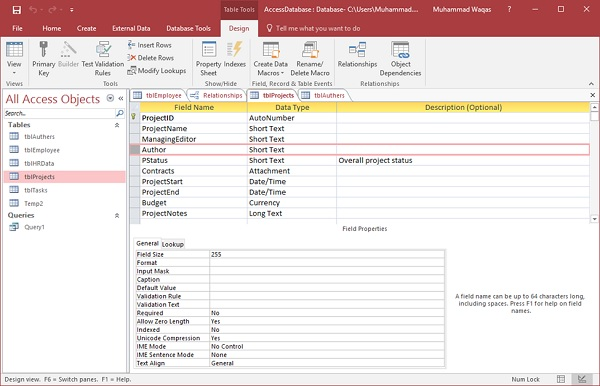 Table Tools
AccessDatabase : Database- C:\Users\Muhammad...
Muhammad Waqas
File
Home
Create
External Data
Database Tools
Design
Tell me what you want to do
View
Primary Key
Builder
Test Validation Rules
Insert Rows
Delete Rows
Modify Lookups
Property Sheet
Indexes
Create Data Macros
Rename/ Delete Macro
Relationships
Object Dependencies
Views
Tools
Show/Hide
Field, Record & Table Events
Relationships
All Access Objects
Search...
Tables
tblAuthers
tblEmployee
tblHRData
tblProjects
tblTasks
Temp2
Queries
Query1
tblEmployee
Relationships
tblProjects
tblAuthers
Field Name Data Type Description (Optional)
ProjectID AutoNumber
ProjectName Short Text
ManagingEditor Short Text
Author Short Text
PStatus Short Text Overall project status
Contracts Attachment
ProjectStart Date/Time
ProjectEnd Date/Time
Budget Currency
ProjectNotes Long Text
Field Properties
General Lookup
Field Size 255
Format
Input Mask
Caption
Default Value
Validation Rule
Validation Text
Required No
Allow Zero Length Yes
Indexed No
Unicode Compression Yes
IME Mode No Control
IME Sentence Mode None
Text Align General
A field name can be up to 64 characters long,
including spaces. Press F1 for help on field
names.
Design view. F6 = Switch panes. F1 = Help.
Num Lock